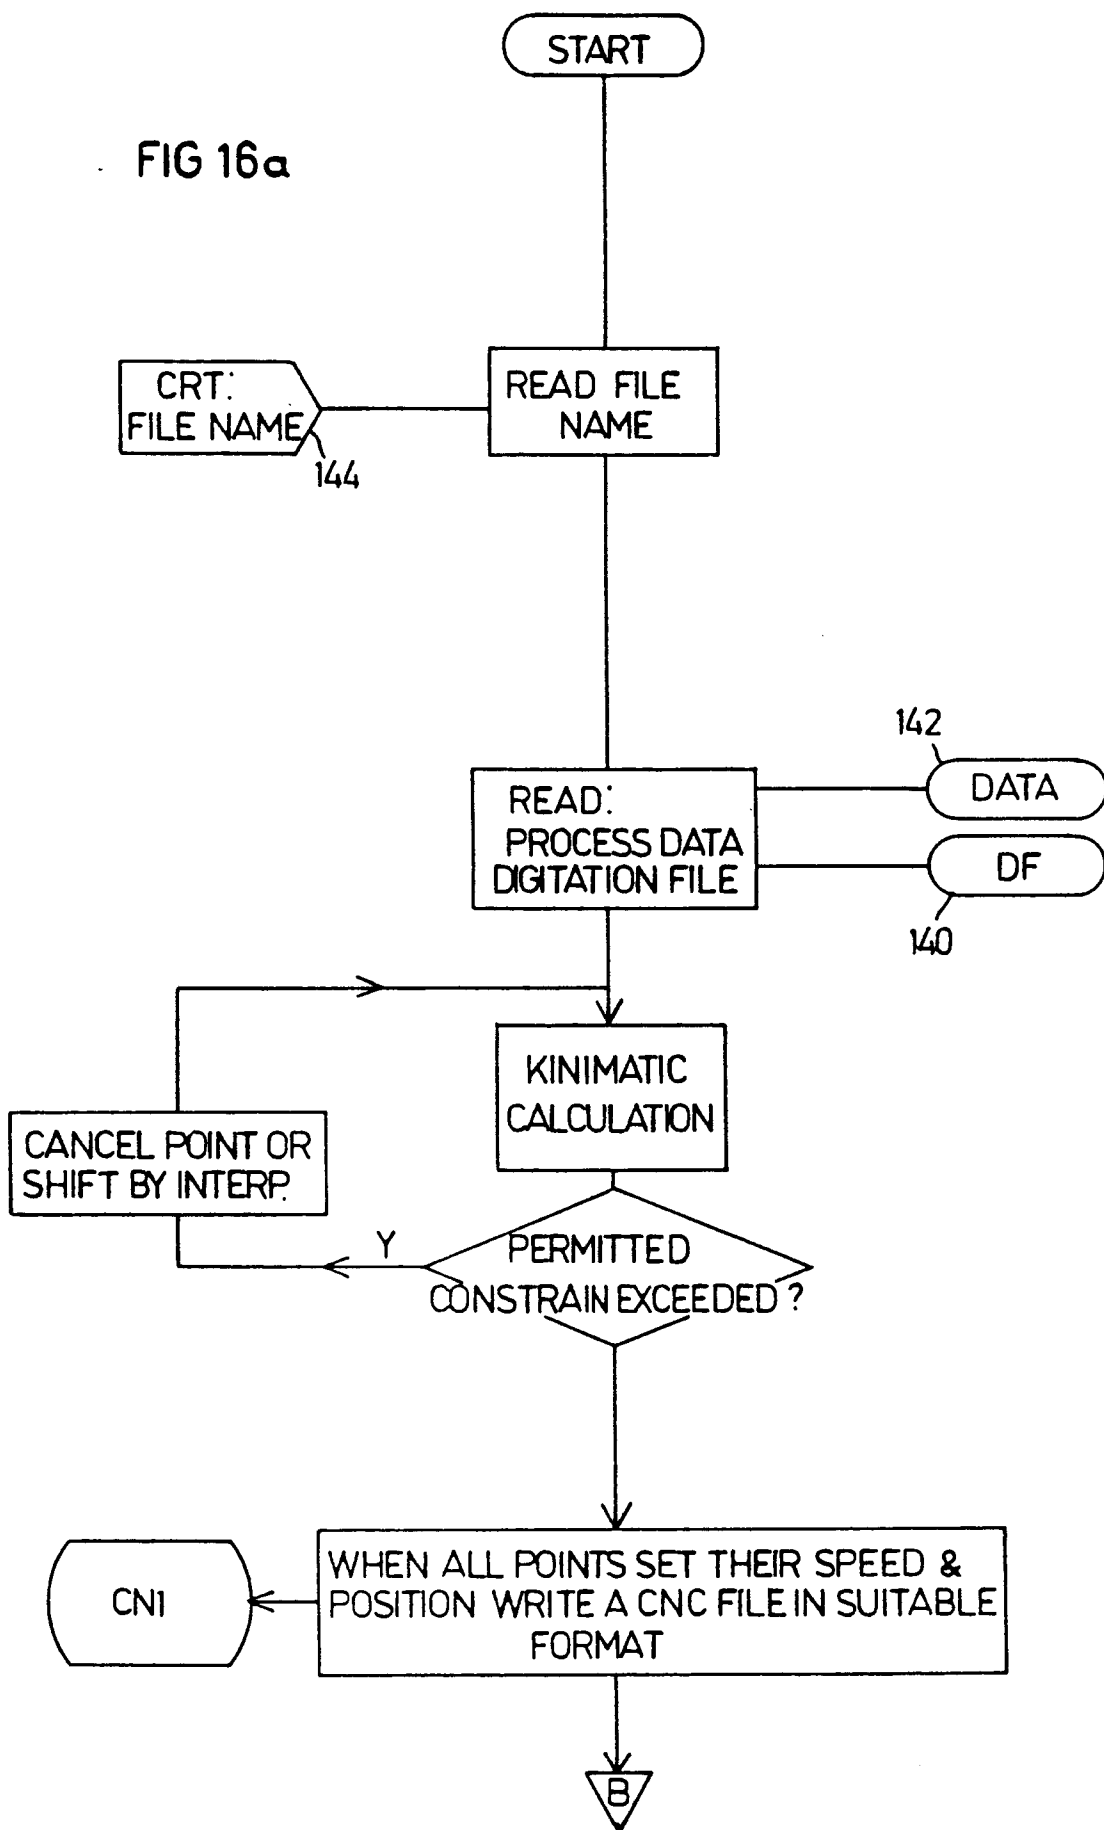 START
FIG 16a
CRT:
FILE NAME
144
READ FILE
NAME
142
DATA
READ:
PROCESS DATA
DIGITATION FILE
DF
140
KINIMATIC
CALCULATION
CANCEL POINT OR
SHIFT BY INTERP.
Y
PERMITTED
CONSTRAIN EXCEEDED ?
CN1
WHEN ALL POINTS SET THEIR SPEED &
POSITION WRITE A CNC FILE IN SUITABLE
FORMAT
B